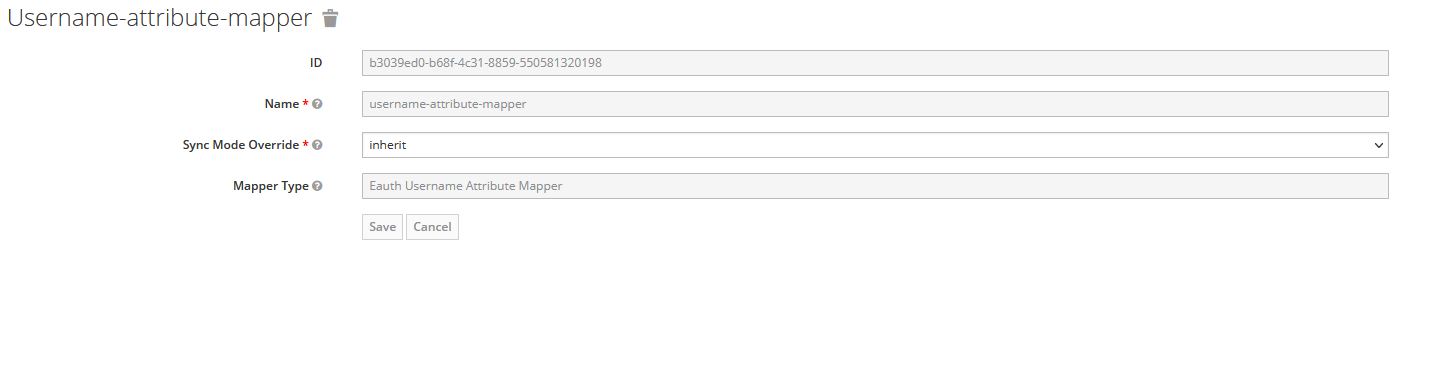 Username-attribute-mapper
ID b3039ed0-b68f-4c31-8859-550581320198
Name * username-attribute-mapper
Sync Mode Override * inherit
Mapper Type Eauth Username Attribute Mapper
Save Cancel